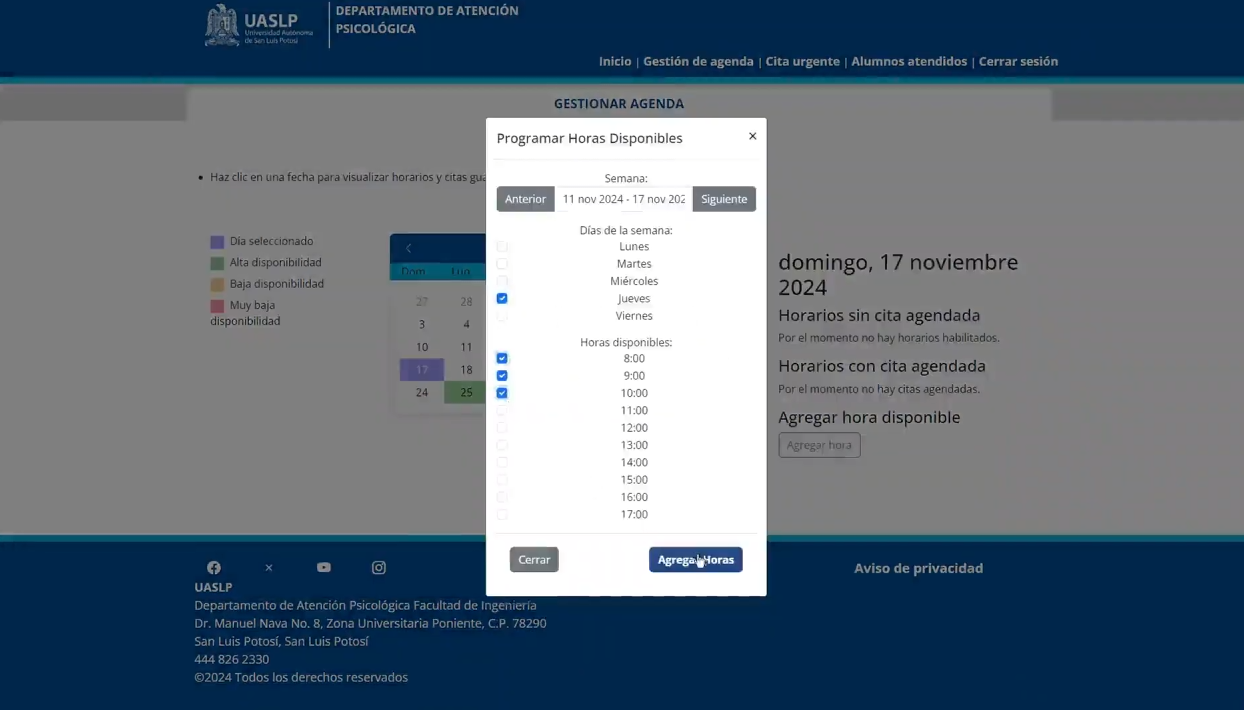 UASLP
Universidad Autónoma
de San Luis Potosí
DEPARTAMENTO DE ATENCIÓN
PSICOLÓGICA
Inicio | Gestión de agenda | Cita urgente | Alumnos atendidos | Cerrar sesión
GESTIONAR AGENDA
Haz clic en una fecha para visualizar horarios y citas
Día seleccionado
Alta disponibilidad
Baja disponibilidad
Muy baja
disponibilidad
Dom Lun
27 28
3 4
10 11
17 18
24 25
Programar Horas Disponibles
×
Semana:
Anterior 11 nov 2024 - 17 nov 202 Siguiente
Días de la semana:
Lunes
Martes
Miércoles
Jueves
Viernes
Horas disponibles:
8:00
9:00
10:00
11:00
12:00
13:00
14:00
15:00
16:00
17:00
Cerrar Agregar Horas
domingo, 17 noviembre
2024
Horarios sin cita agendada
Por el momento no hay horarios habilitados.
Horarios con cita agendada
Por el momento no hay citas agendadas.
Agregar hora disponible
Agregar hora
UASLP
Departamento de Atención Psicológica Facultad de Ingeniería
Dr. Manuel Nava No. 8, Zona Universitaria Poniente, C.P. 78290
San Luis Potosí, San Luis Potosí
444 826 2330
©2024 Todos los derechos reservados
Aviso de privacidad